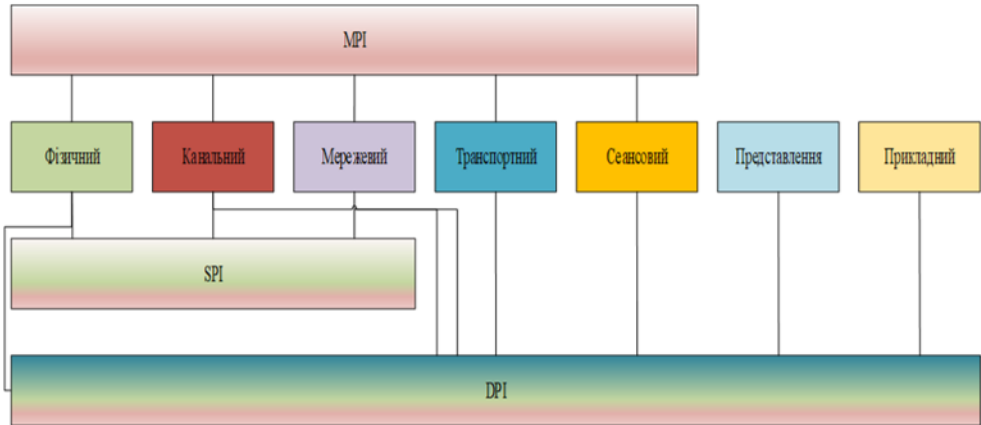 MPI
Фізичний
Канальний
Мережевий
Транспортний
Сеансовий
Представлення
Прикладний
SPI
DPI